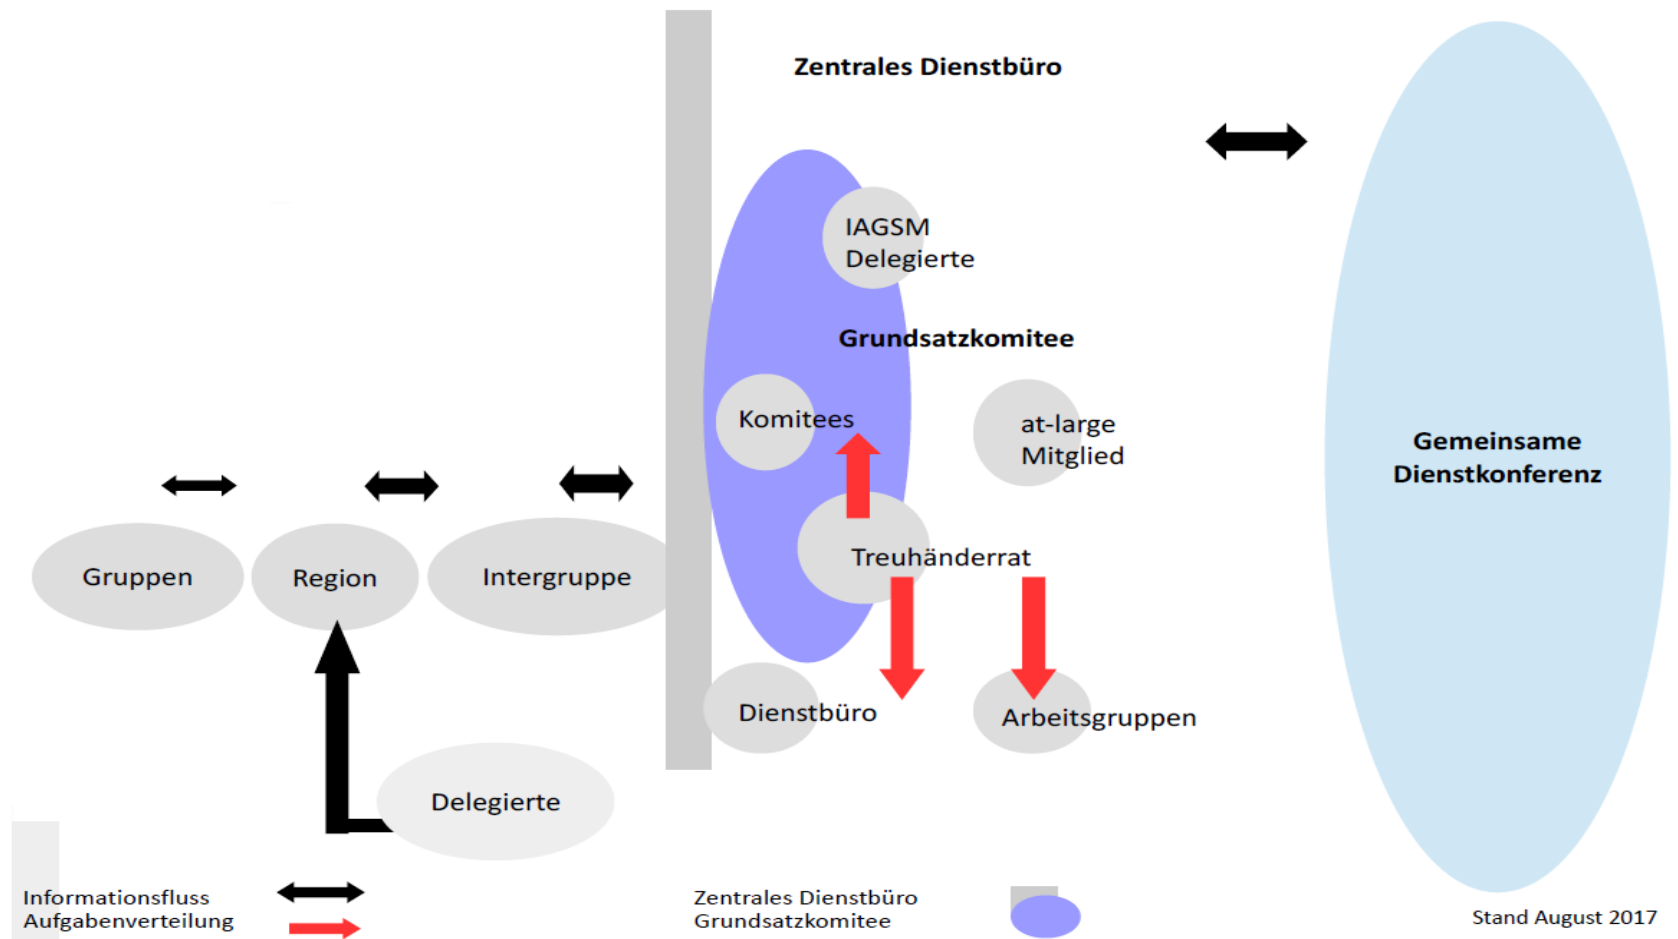 Zentrales Dienstbüro
IAGSM
Delegierte
Grundsatzkomitee
Komitees
at-large
Mitglied
Gemeinsame
Dienstkonferenz
Treuhänderrat
Gruppen
Region
Intergruppe
Dienstbüro
Arbeitsgruppen
Delegierte
Informationsfluss
Aufgabenverteilung
Zentrales Dienstbüro
Grundsatzkomitee
Stand August 2017